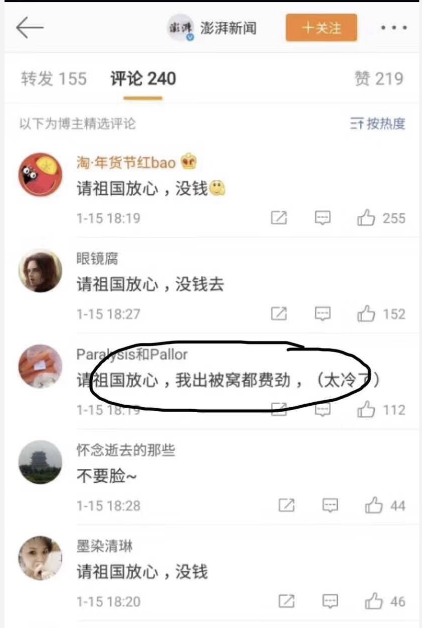 澎湃
澎湃新闻
+关注
转发 155
评论 240
赞 219
以下为博主精选评论
按热度
淘·年货节红bao
请祖国放心，没钱
1-15 18:19
255
眼镜腐
请祖国放心，没钱去
1-15 18:27
152
Paralysis和Pallor
请祖国放心，我出被窝都费劲，（太冷了）
1-15 18:19
112
怀念逝去的那些
不要脸~
1-15 18:28
44
墨染清琳
请祖国放心，没钱
1-15 18:20
46